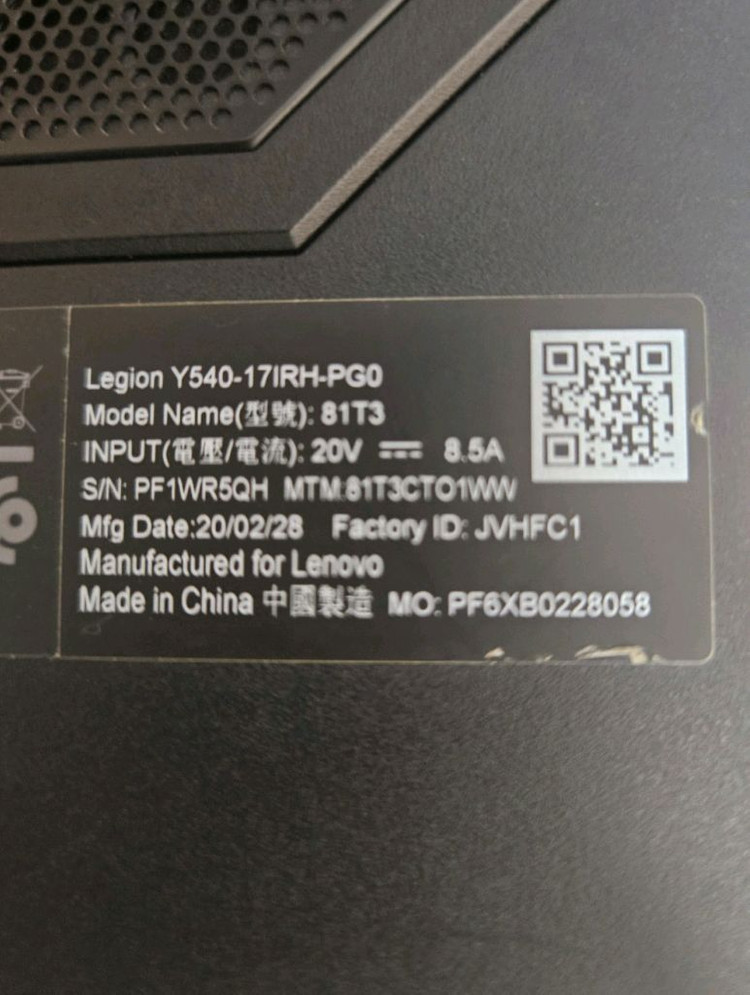 Legion Y540-17IRH-PG0
Model Name(型號): 81T3
INPUT(電壓/電流): 20V ⎓ 8.5A
S/N: PF1WR5QH MTM:81T3CTO1WW
Mfg Date:20/02/28 Factory ID: JVHFC1
Manufactured for Lenovo
Made in China 中國製造 MO: PF6XB0228058